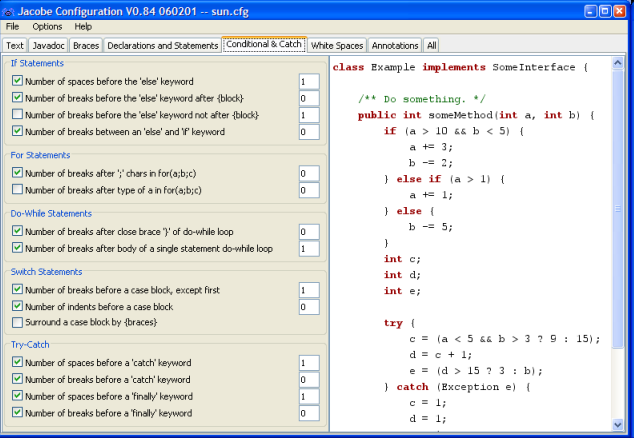 Jacobe Configuration V0.84 060201 -- sun.cfg
File Options Help
Text Javadoc Braces Declarations and Statements Conditional & Catch White Spaces Annotations All
If Statements
Number of spaces before the 'else' keyword 1
Number of breaks before the 'else' keyword after {block} 0
Number of breaks before the 'else' keyword not after {block} 1
Number of breaks between an 'else' and 'if' keyword 0
For Statements
Number of breaks after ';' chars in for(a;b;c) 0
Number of breaks after type of a in for(a;b;c) 0
Do-While Statements
Number of breaks after close brace '}' of do-while loop 0
Number of breaks after body of a single statement do-while loop 1
Switch Statements
Number of breaks before a case block, except first 1
Number of indents before a case block 0
Surround a case block by {braces}
Try-Catch
Number of spaces before a 'catch' keyword 1
Number of breaks before a 'catch' keyword 0
Number of spaces before a 'finally' keyword 1
Number of breaks before a 'finally' keyword 0
class Example implements SomeInterface {
/** Do something. */
public int someMethod(int a, int b) {
if (a > 10 && b < 5) {
a += 3;
b -= 2;
} else if (a > 1) {
a += 1;
} else {
b -= 5;
}
int c;
int d;
int e;
try {
c = (a < 5 && b > 3 ? 9 : 15);
d = c + 1;
e = (d > 15 ? 3 : b);
} catch (Exception e) {
c = 1;
d = 1;